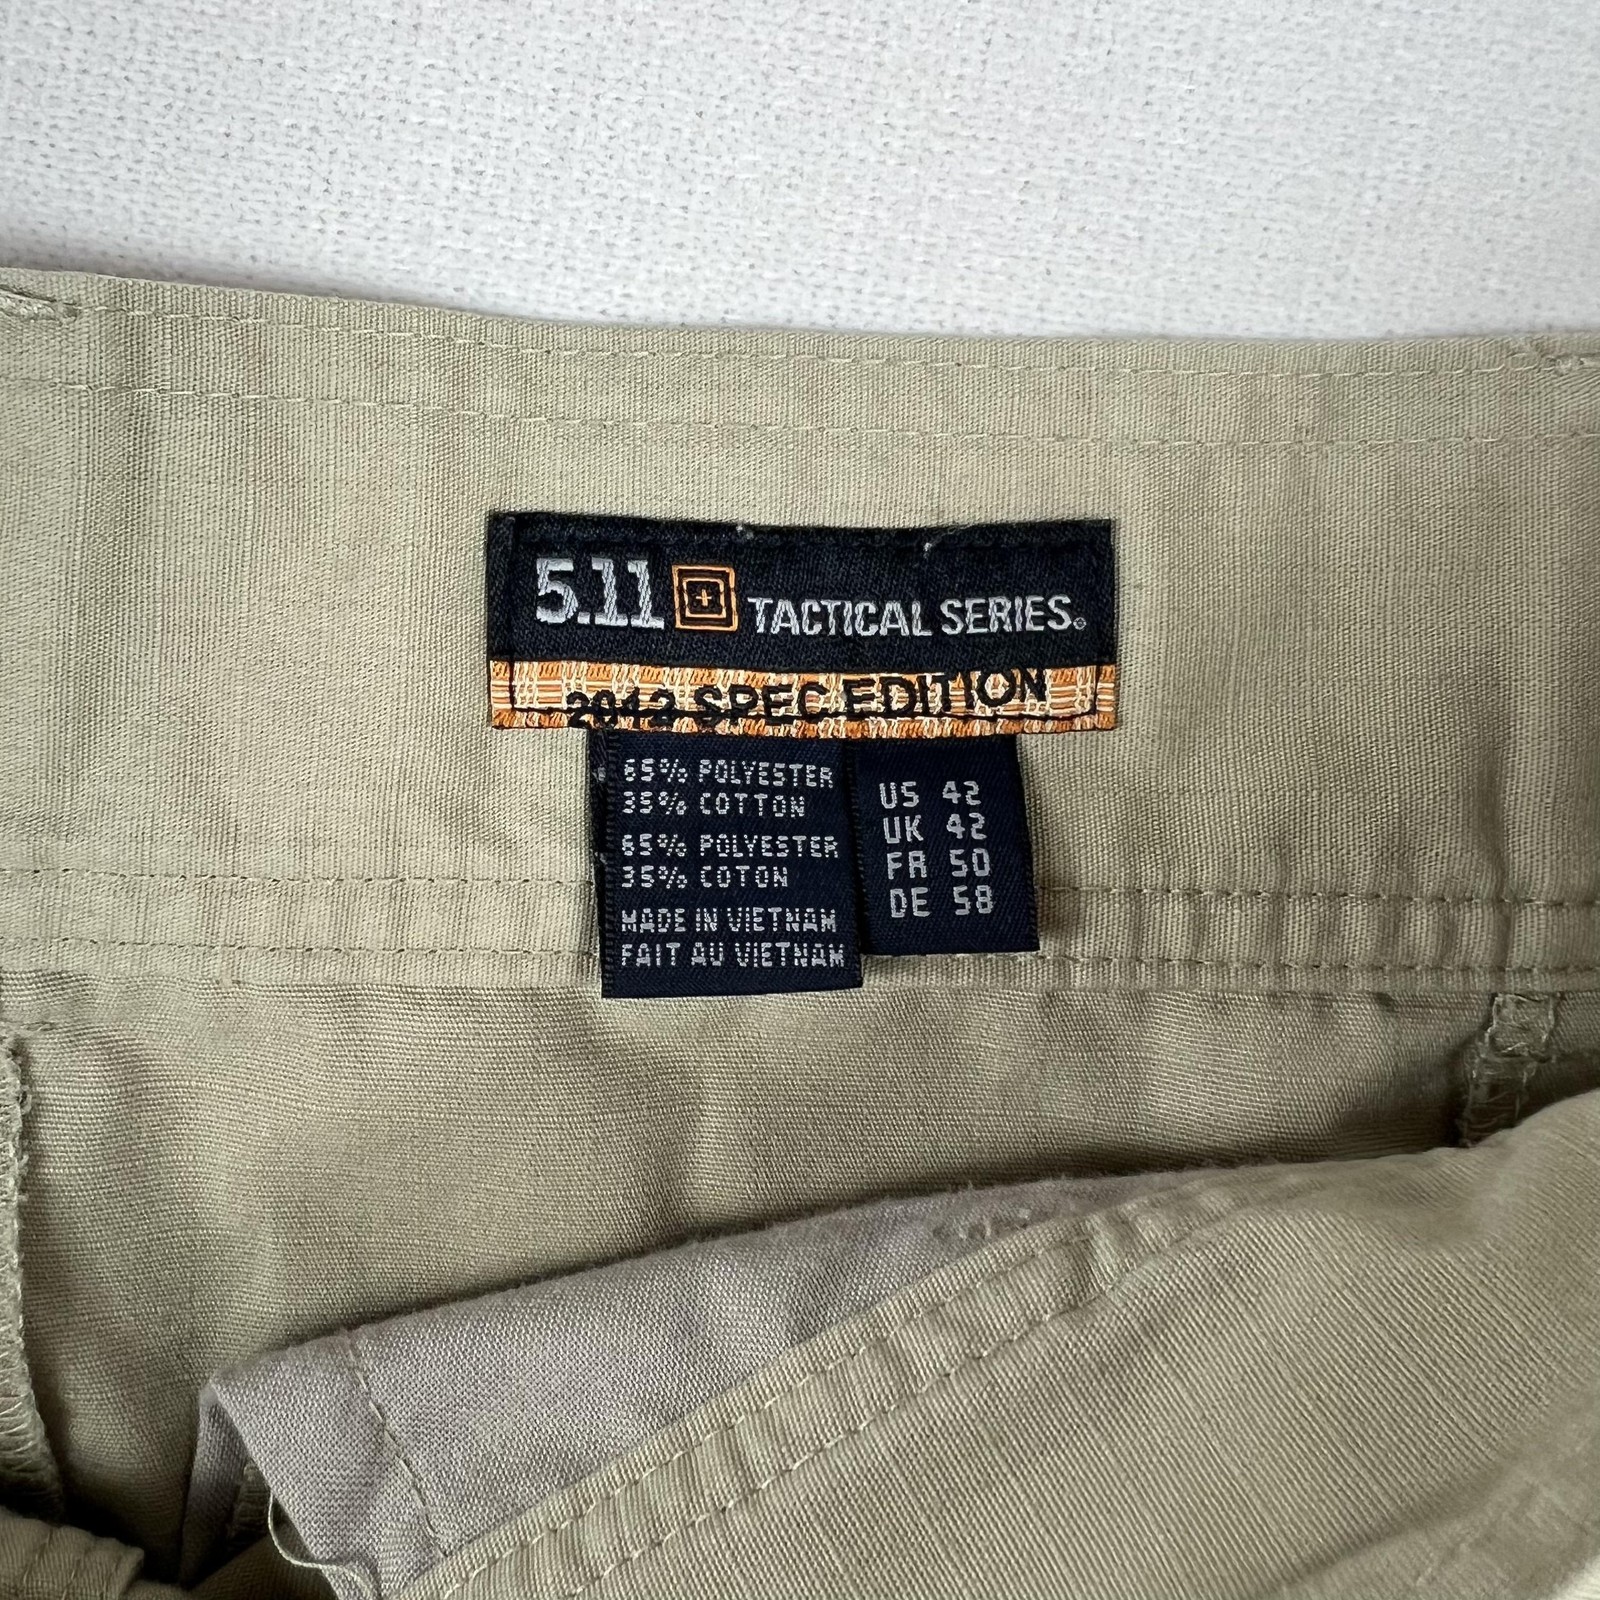 5.11 TACTICAL SERIES®
2012 SPEC EDITION
65% POLYESTER
35% COTTON
65% POLYESTER
35% COTON
MADE IN VIETNAM
FAIT AU VIETNAM
US 42
UK 42
FR 50
DE 58